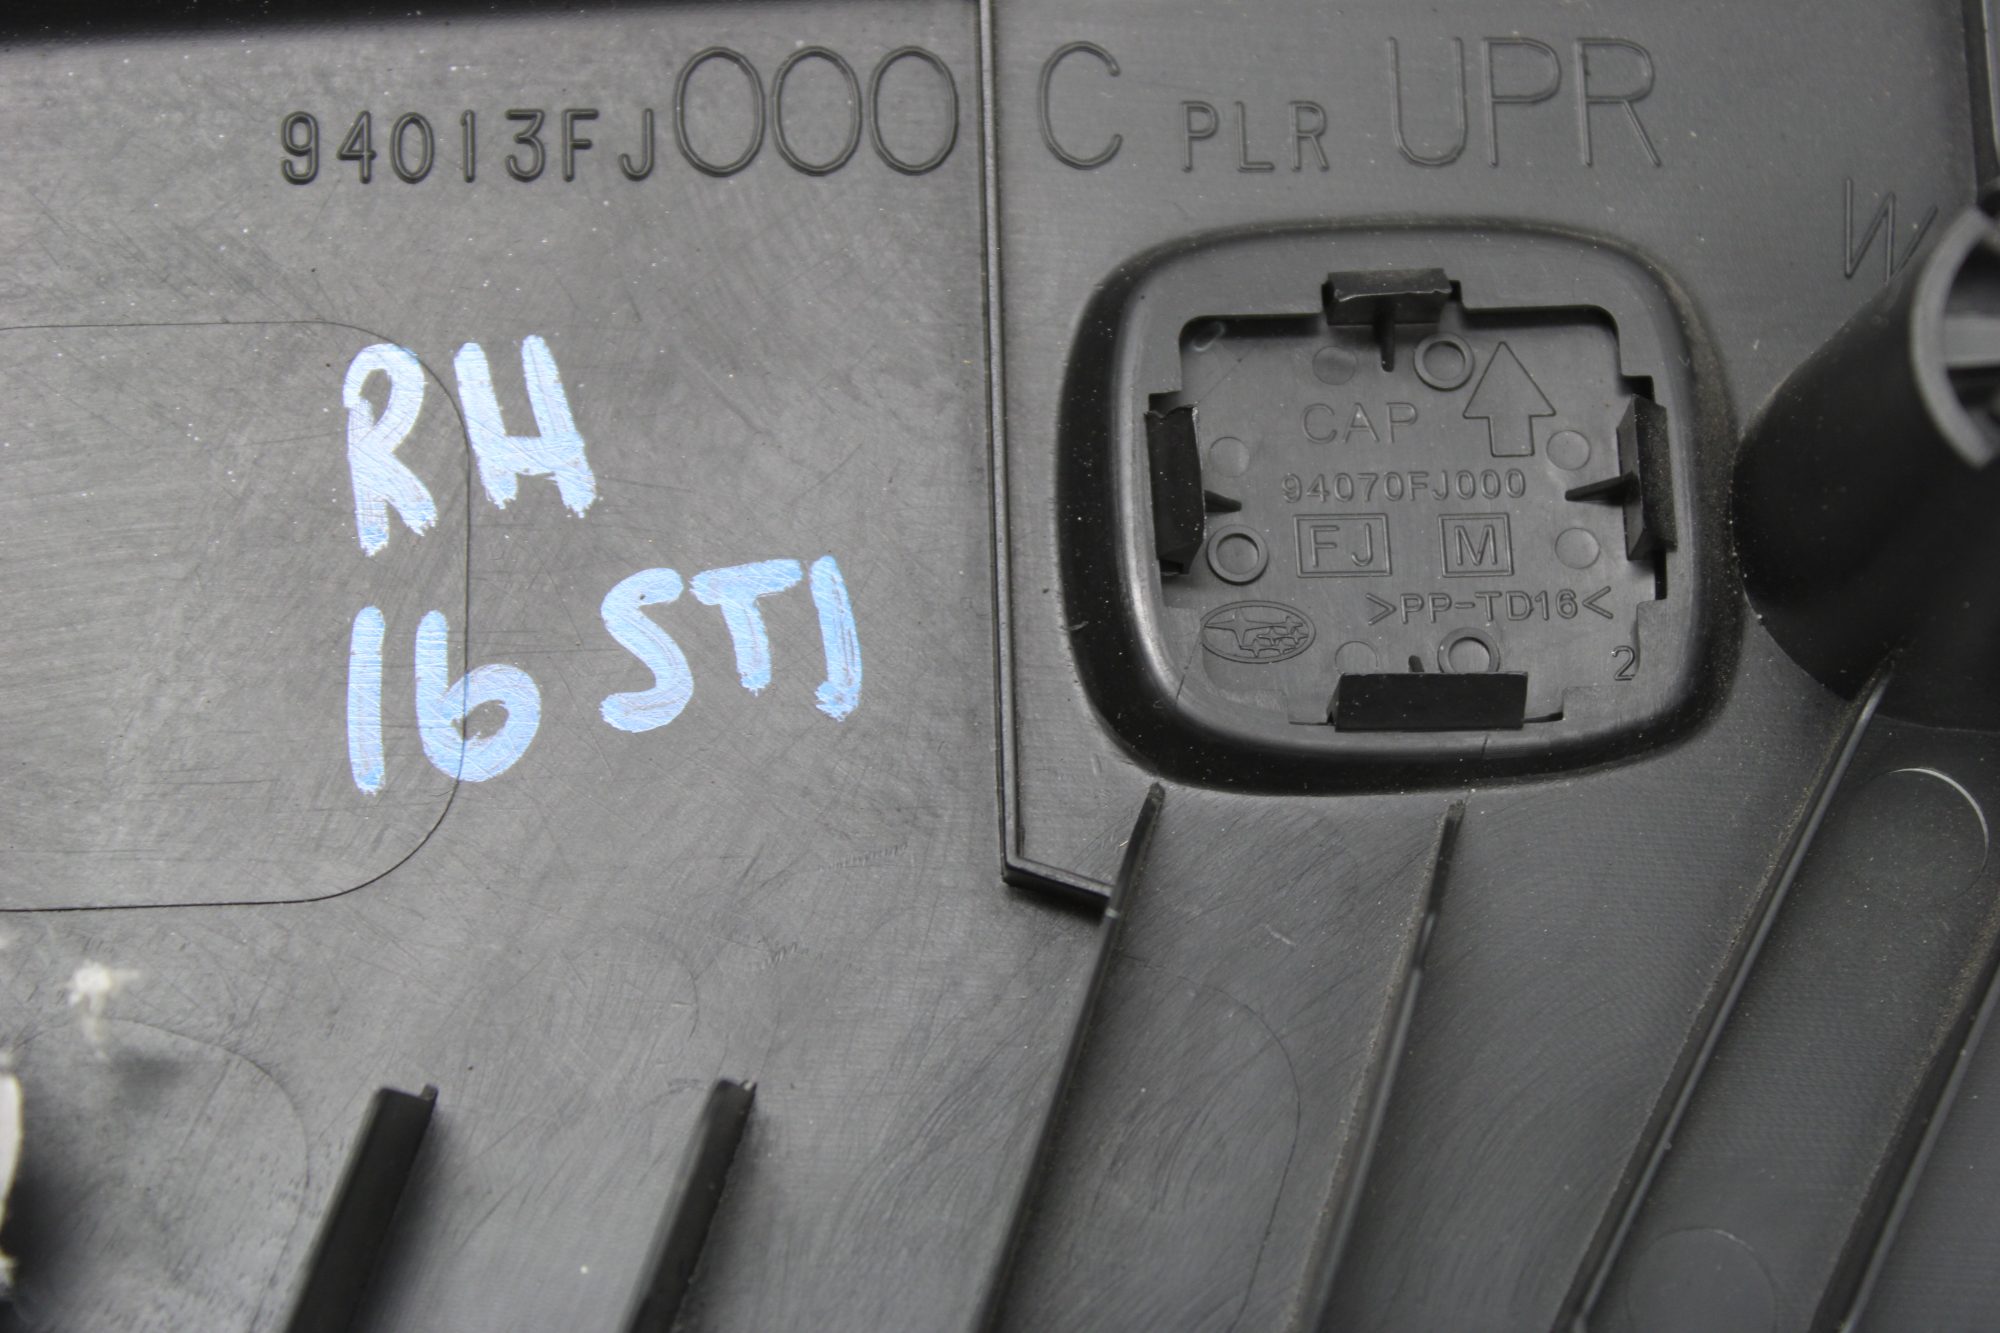 94013FJ000 C PLR UPR
W
RH
16 STI
CAP
94070FJ000
FJ M
>PP-TD16<
2